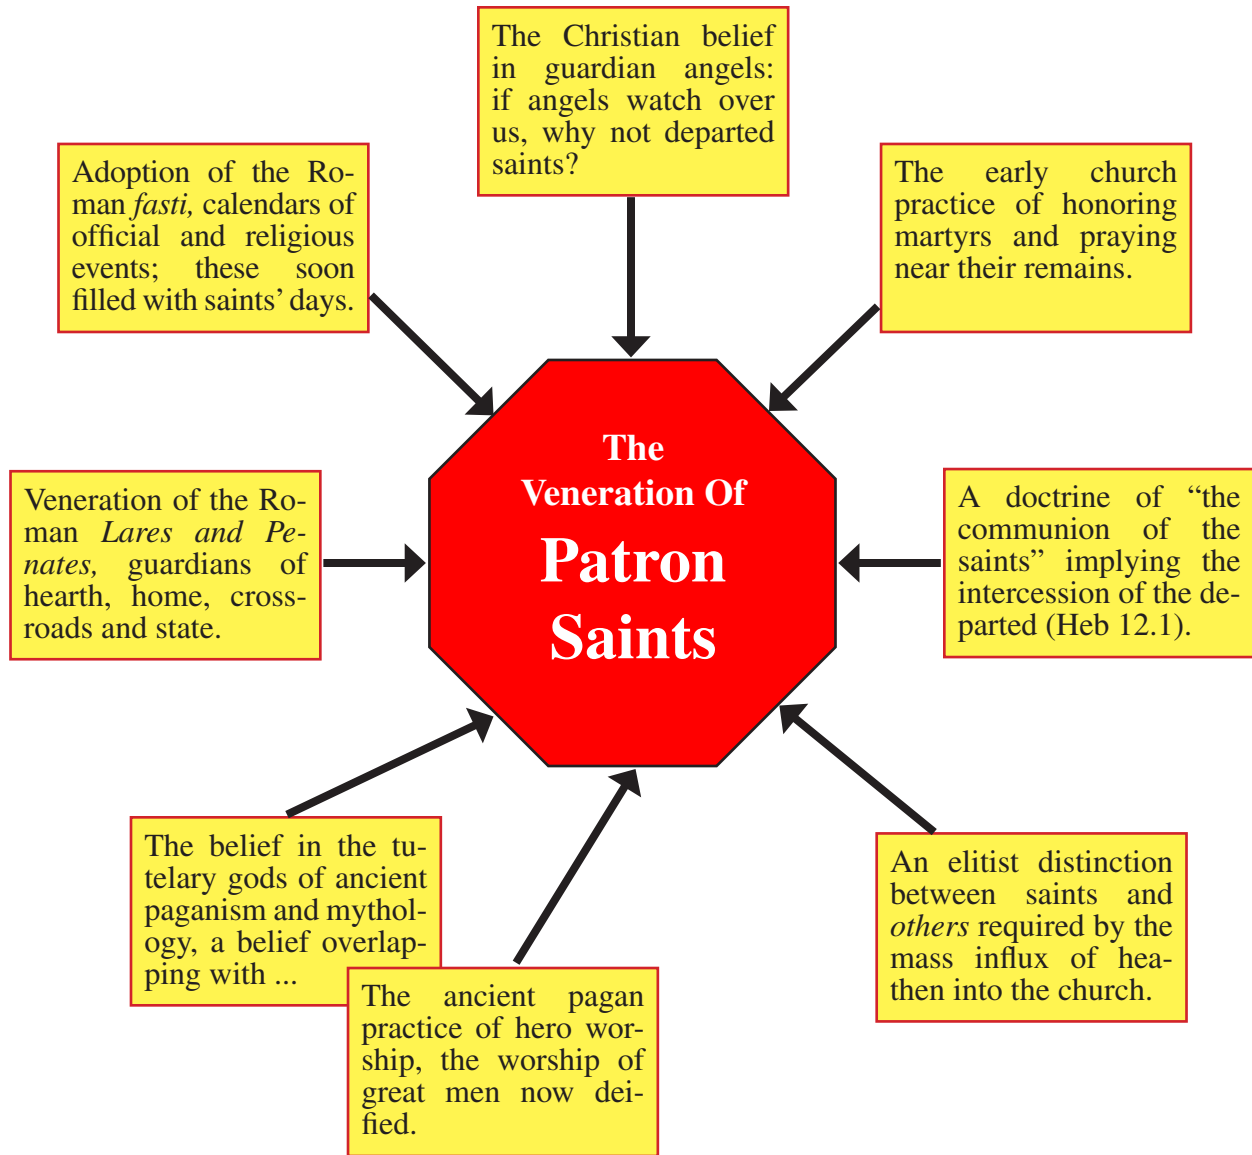 The Christian belief
in guardian angels:
if angels watch over
us, why not departed
saints?
Adoption of the Ro-
man fasti, calendars of
official and religious
events; these soon
filled with saints’ days.
The early church
practice of honoring
martyrs and praying
near their remains.
The
Veneration Of
Patron
Saints
Veneration of the Ro-
man Lares and Pe-
nates, guardians of
hearth, home, cross-
roads and state.
A doctrine of “the
communion of the
saints” implying the
intercession of the de-
parted (Heb 12.1).
The belief in the tu-
telary gods of ancient
paganism and mythol-
ogy, a belief overlap-
ping with ...
The ancient pagan
practice of hero wor-
ship, the worship of
great men now dei-
fied.
An elitist distinction
between saints and
others required by the
mass influx of hea-
then into the church.